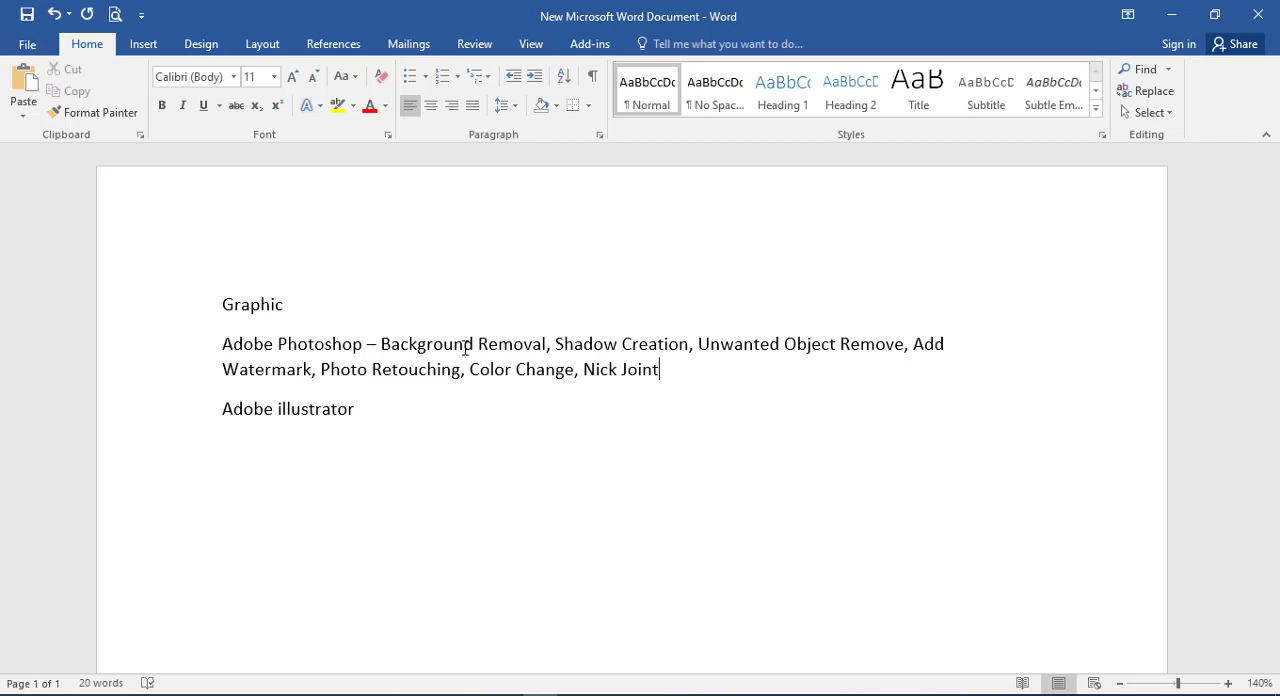 New Microsoft Word Document - Word
File Home Insert Design Layout References Mailings Review View Add-ins Tell me what you want to do... Sign in Share
Paste Cut Copy Format Painter
Clipboard
Calibri (Body) 11 Aa
Font
Paragraph
AaBbCcDc AaBbCcDc AaBbCc AaBbCcD AaB AaBbCcD AaBbCcDc
¶ Normal ¶ No Spac... Heading 1 Heading 2 Title Subtitle Subtle Em...
Styles
Find
Replace
Select
Editing
Graphic
Adobe Photoshop – Background Removal, Shadow Creation, Unwanted Object Remove, Add
Watermark, Photo Retouching, Color Change, Nick Joint
Adobe illustrator
Page 1 of 1 20 words 140%